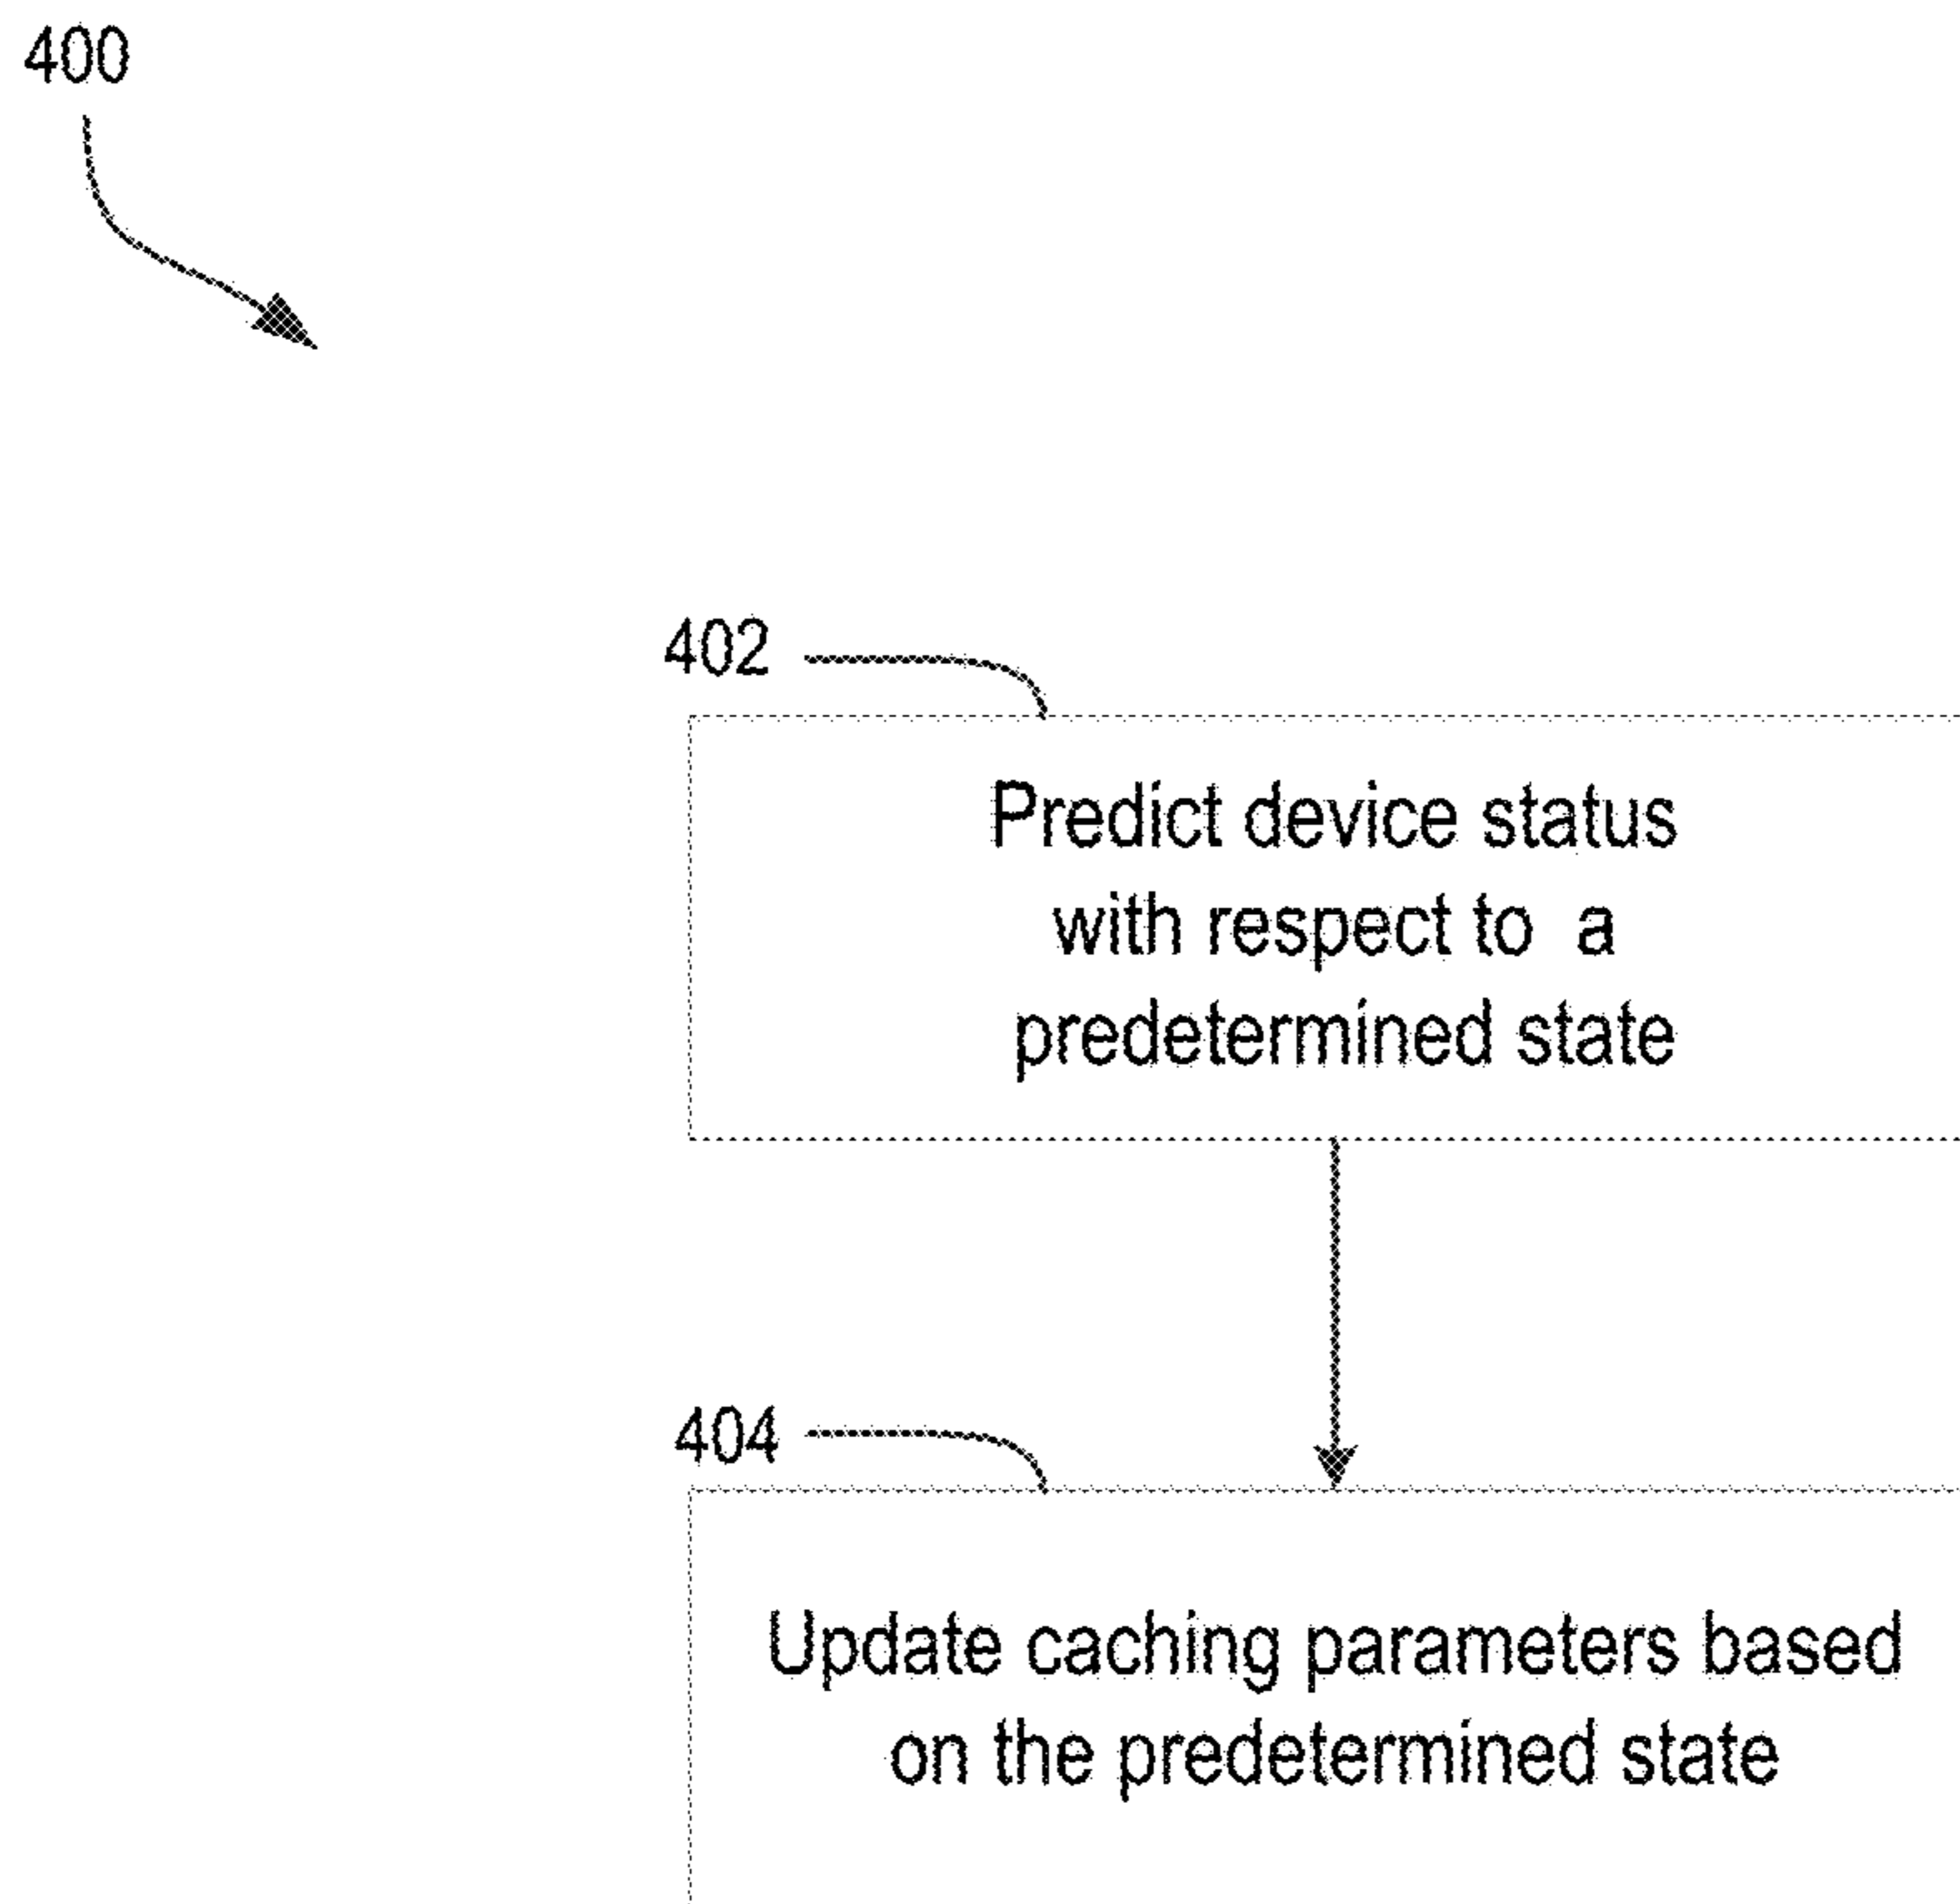 400
402
Predict device status
with respect to a
predetermined state
404
Update caching parameters based
on the predetermined state